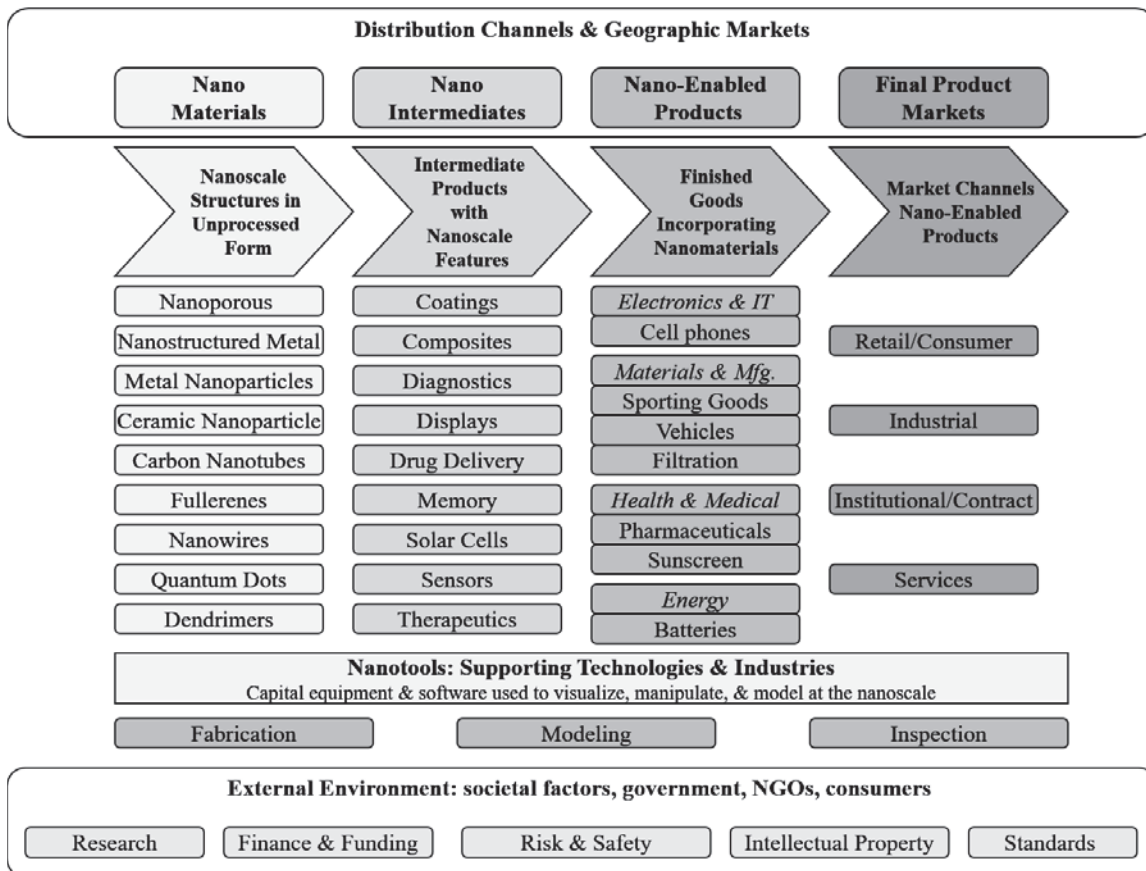 Distribution Channels & Geographic Markets
Nano
Materials
Nano
Intermediates
Nano-Enabled
Products
Final Product
Markets
Nanoscale
Structures in
Unprocessed
Form
Intermediate
Products
with
Nanoscale
Features
Finished
Goods
Incorporating
Nanomaterials
Market Channels
Nano-Enabled
Products
Nanoporous
Nanostructured Metal
Metal Nanoparticles
Ceramic Nanoparticle
Carbon Nanotubes
Fullerenes
Nanowires
Quantum Dots
Dendrimers
Coatings
Composites
Diagnostics
Displays
Drug Delivery
Memory
Solar Cells
Sensors
Therapeutics
Electronics & IT
Cell phones
Materials & Mfg.
Sporting Goods
Vehicles
Filtration
Health & Medical
Pharmaceuticals
Sunscreen
Energy
Batteries
Retail/Consumer
Industrial
Institutional/Contract
Services
Nanotools: Supporting Technologies & Industries
Capital equipment & software used to visualize, manipulate, & model at the nanoscale
Fabrication
Modeling
Inspection
External Environment: societal factors, government, NGOs, consumers
Research
Finance & Funding
Risk & Safety
Intellectual Property
Standards